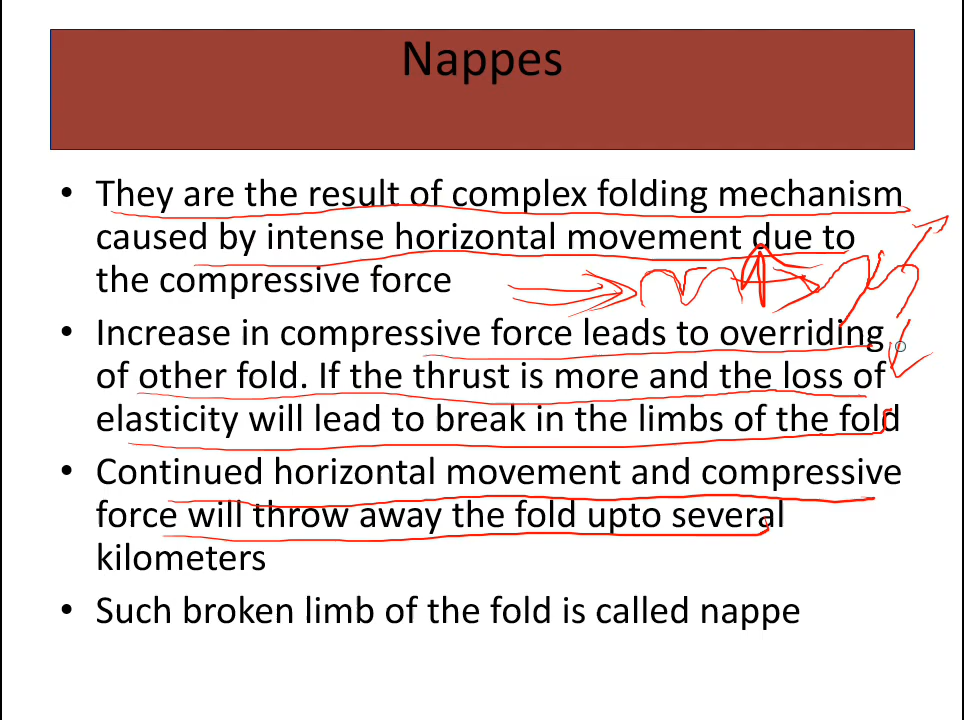 Nappes
• They are the result of complex folding mechanism
caused by intense horizontal movement due to
the compressive force
• Increase in compressive force leads to overriding
of other fold. If the thrust is more and the loss of
elasticity will lead to break in the limbs of the fold
• Continued horizontal movement and compressive
force will throw away the fold upto several
kilometers
• Such broken limb of the fold is called nappe